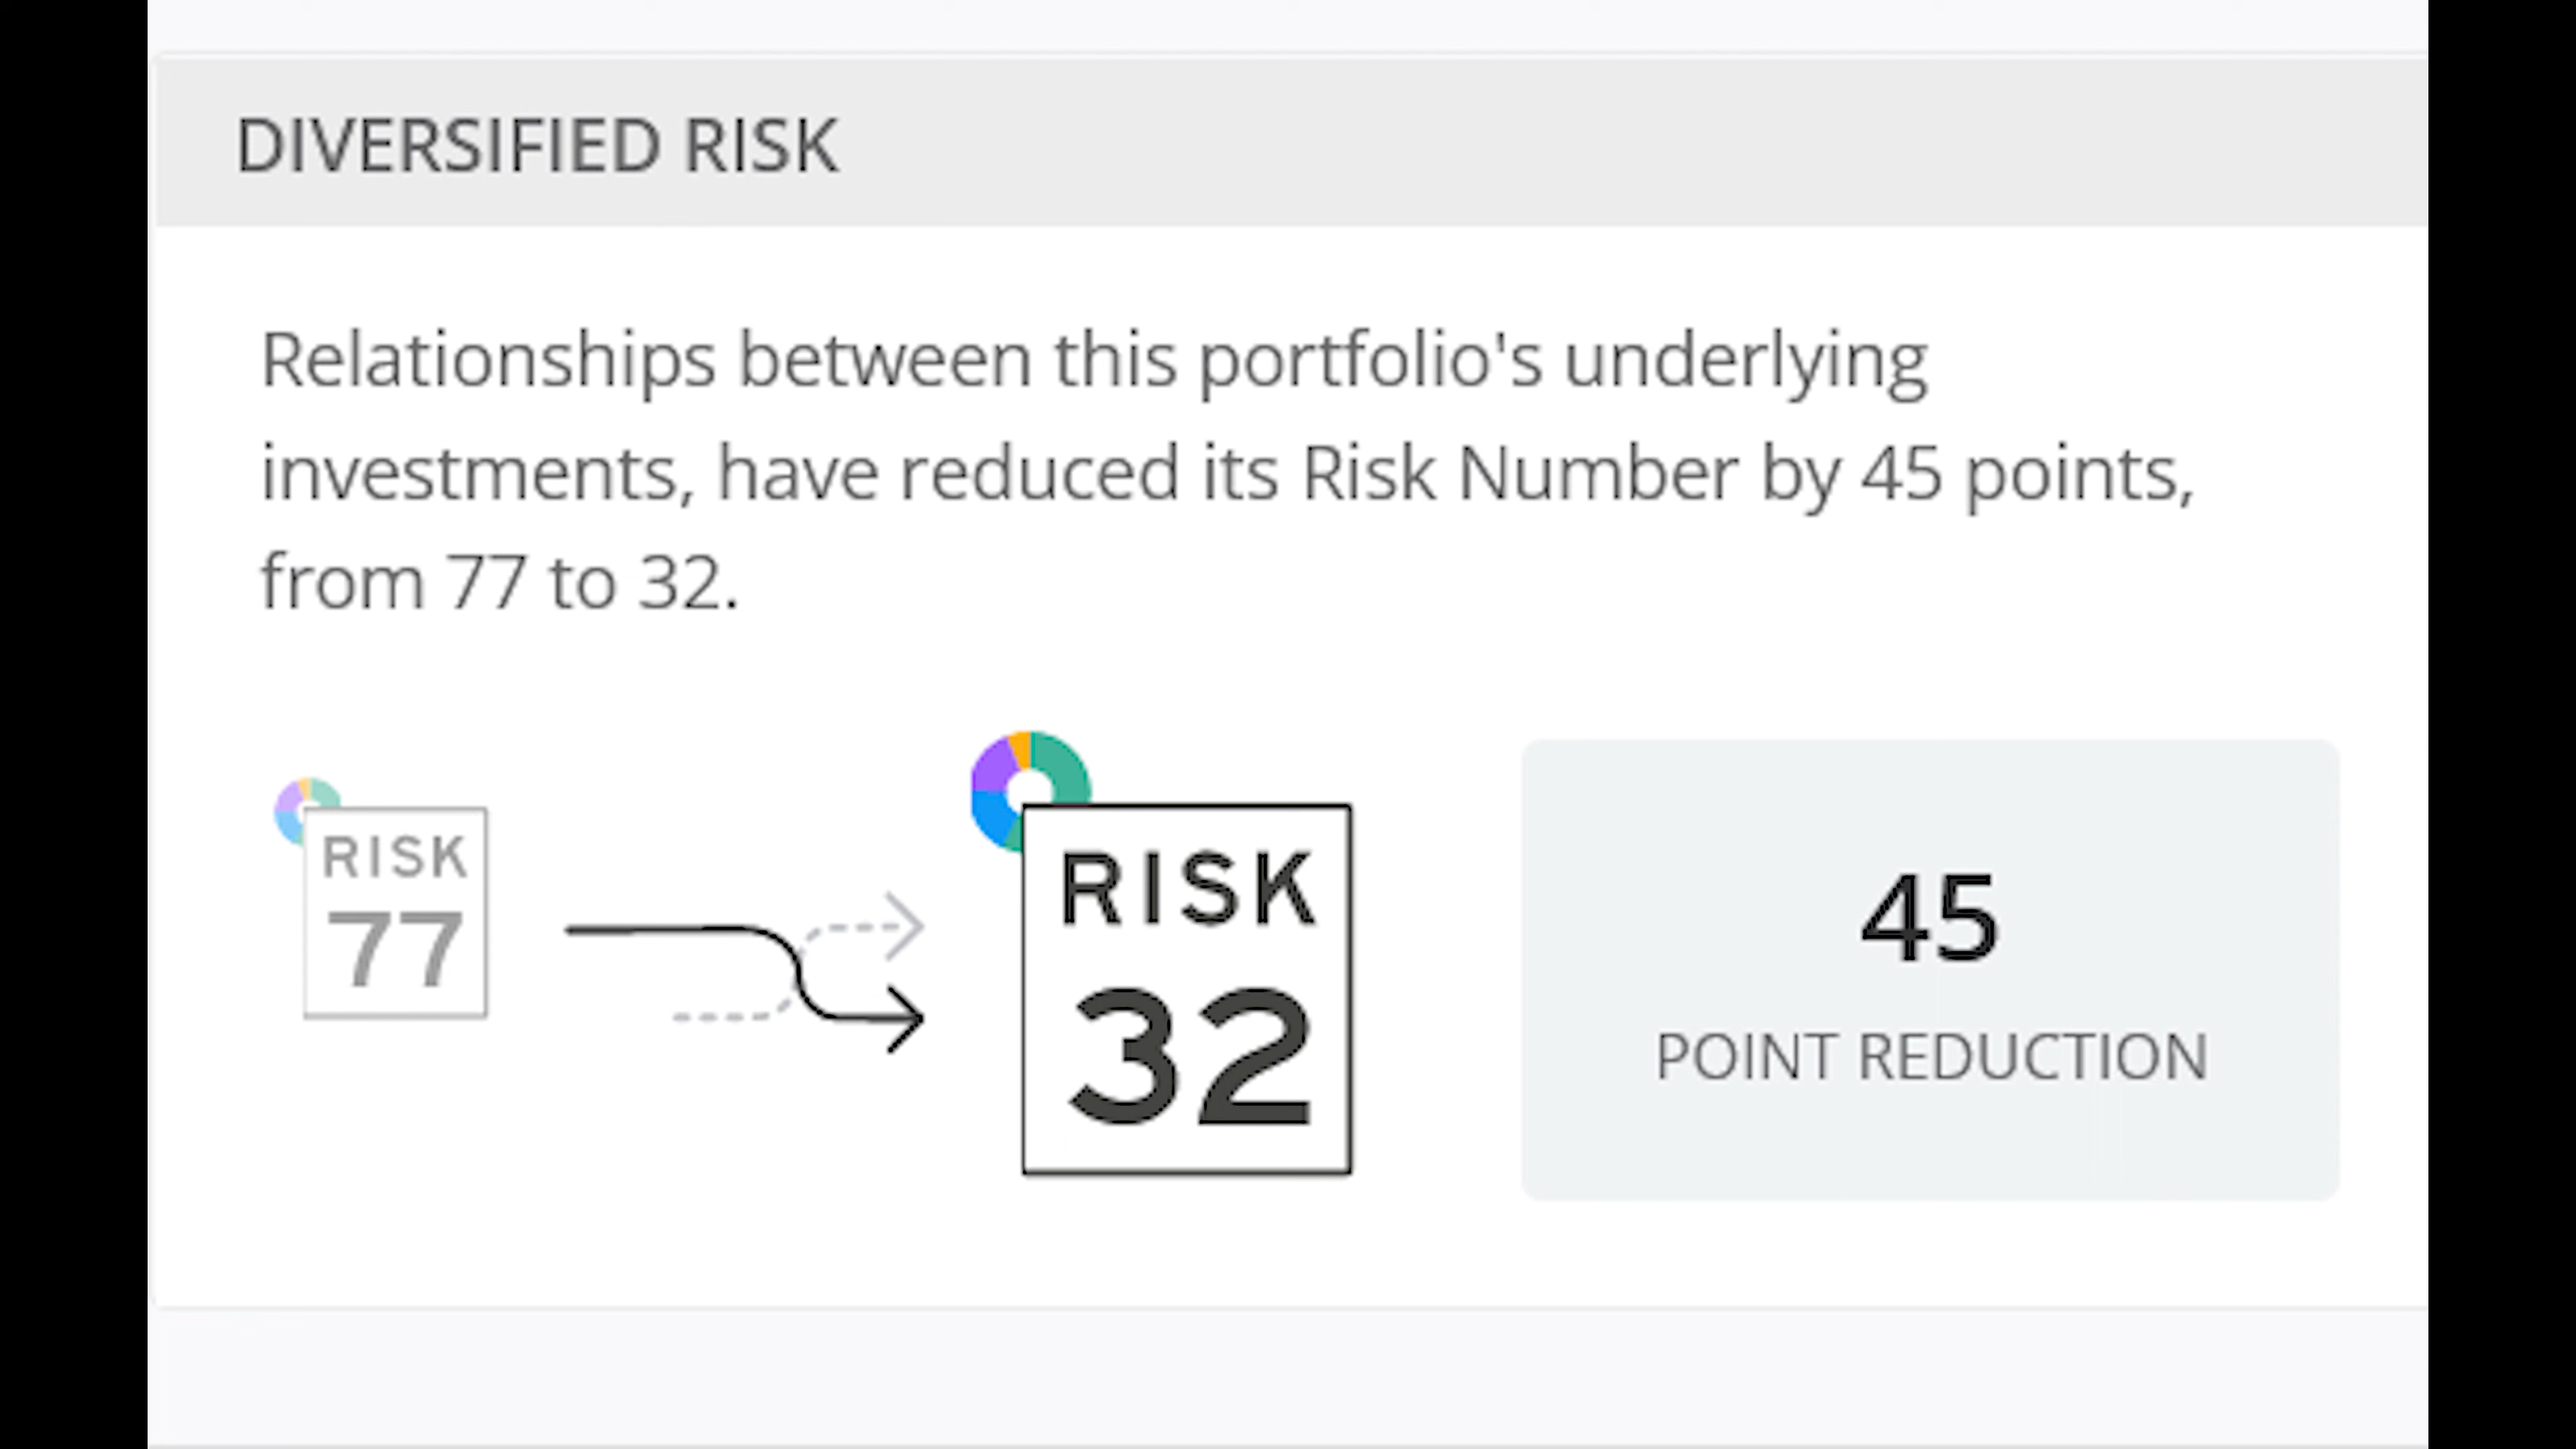 DIVERSIFIED RISK
Relationships between this portfolio's underlying
investments, have reduced its Risk Number by 45 points,
from 77 to 32.
RISK
77
RISK
32
45
POINT REDUCTION